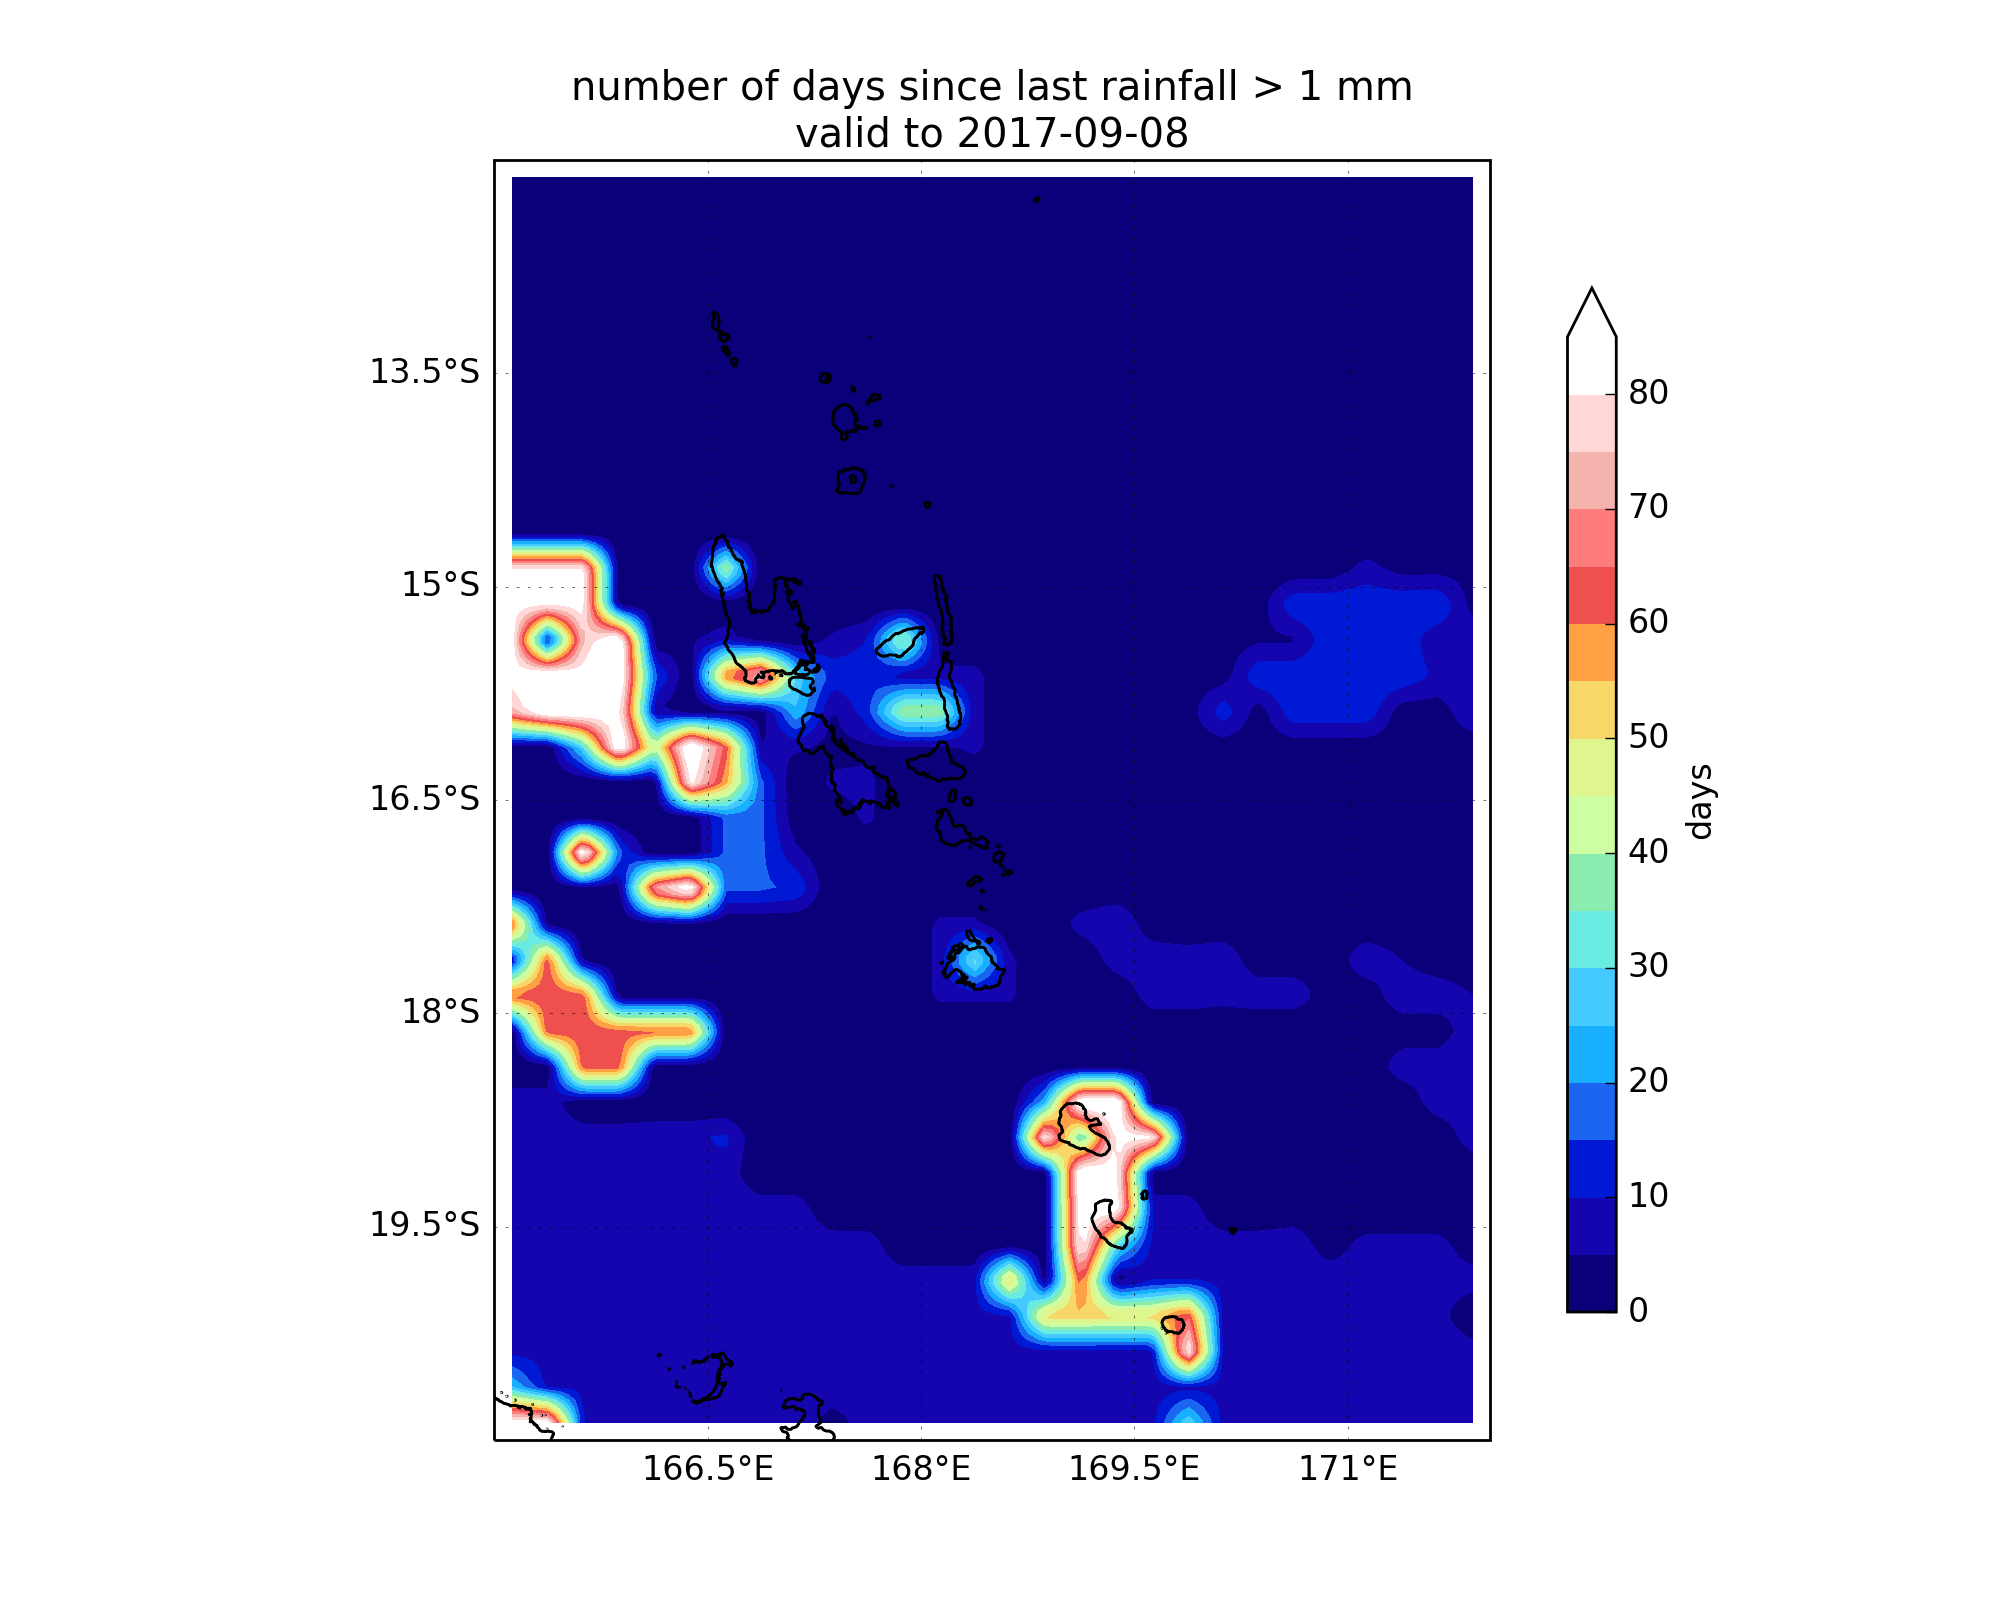 number of days since last rainfall > 1 mm
valid to 2017-09-08
13.5°S
15°S
16.5°S
18°S
19.5°S
166.5°E
168°E
169.5°E
171°E
80
70
60
50
40
30
20
10
0
days